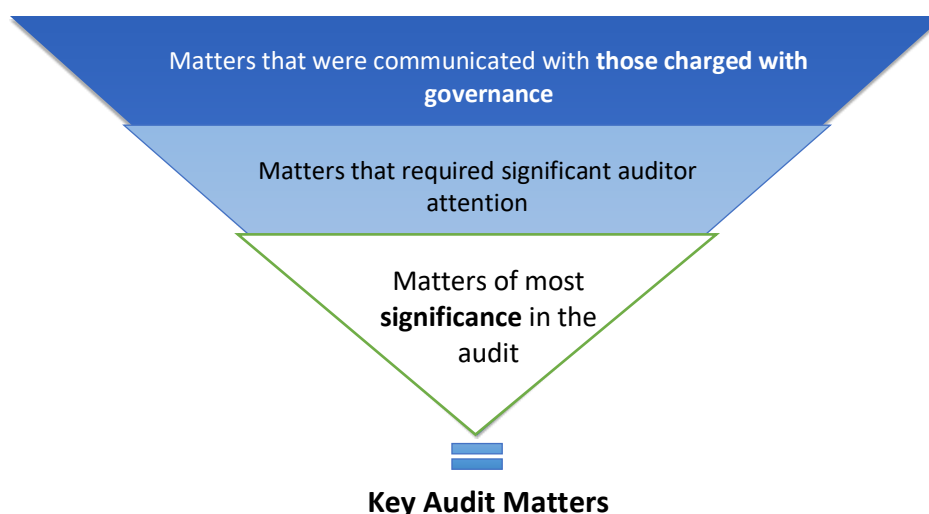 Matters that were communicated with those charged with
governance
Matters that required significant auditor
attention
Matters of most
significance in the
audit
Key Audit Matters